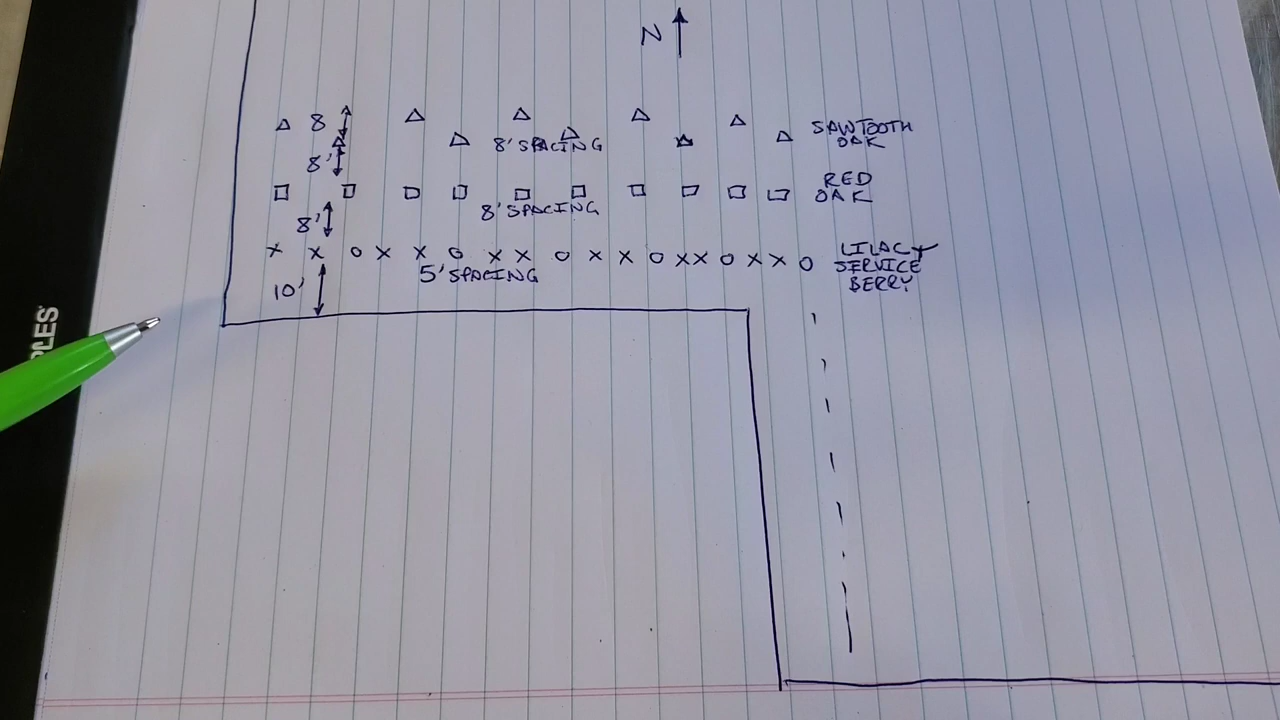 N
8'
SAWTOOTH
OAK
8' SPACING
8'
RED
OAK
8' SPACING
8'
LILAC +
SERVICE
BERRY
5' SPACING
10'
PLES